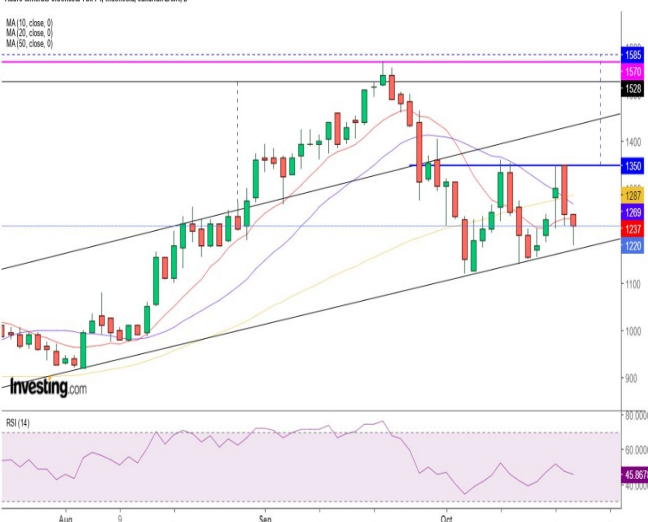 MA (10, close, 0)
MA (20, close, 0)
MA (50, close, 0)
1585
1570
1528
1400
1350
1287
1269
1237
1220
1100
1000
900
Investing.com
RSI (14)
80.0000
60.0000
45.8678
40.0000
Aug 9 Sep Oct